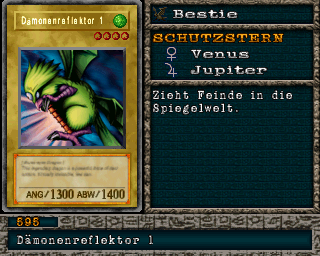 Dämonenreflektor 1
ANG/1300 ABW/1400
Bestie
SCHUTZSTERN
Venus
Jupiter
Zieht Feinde in die
Spiegelwelt.
595
Dämonenreflektor 1